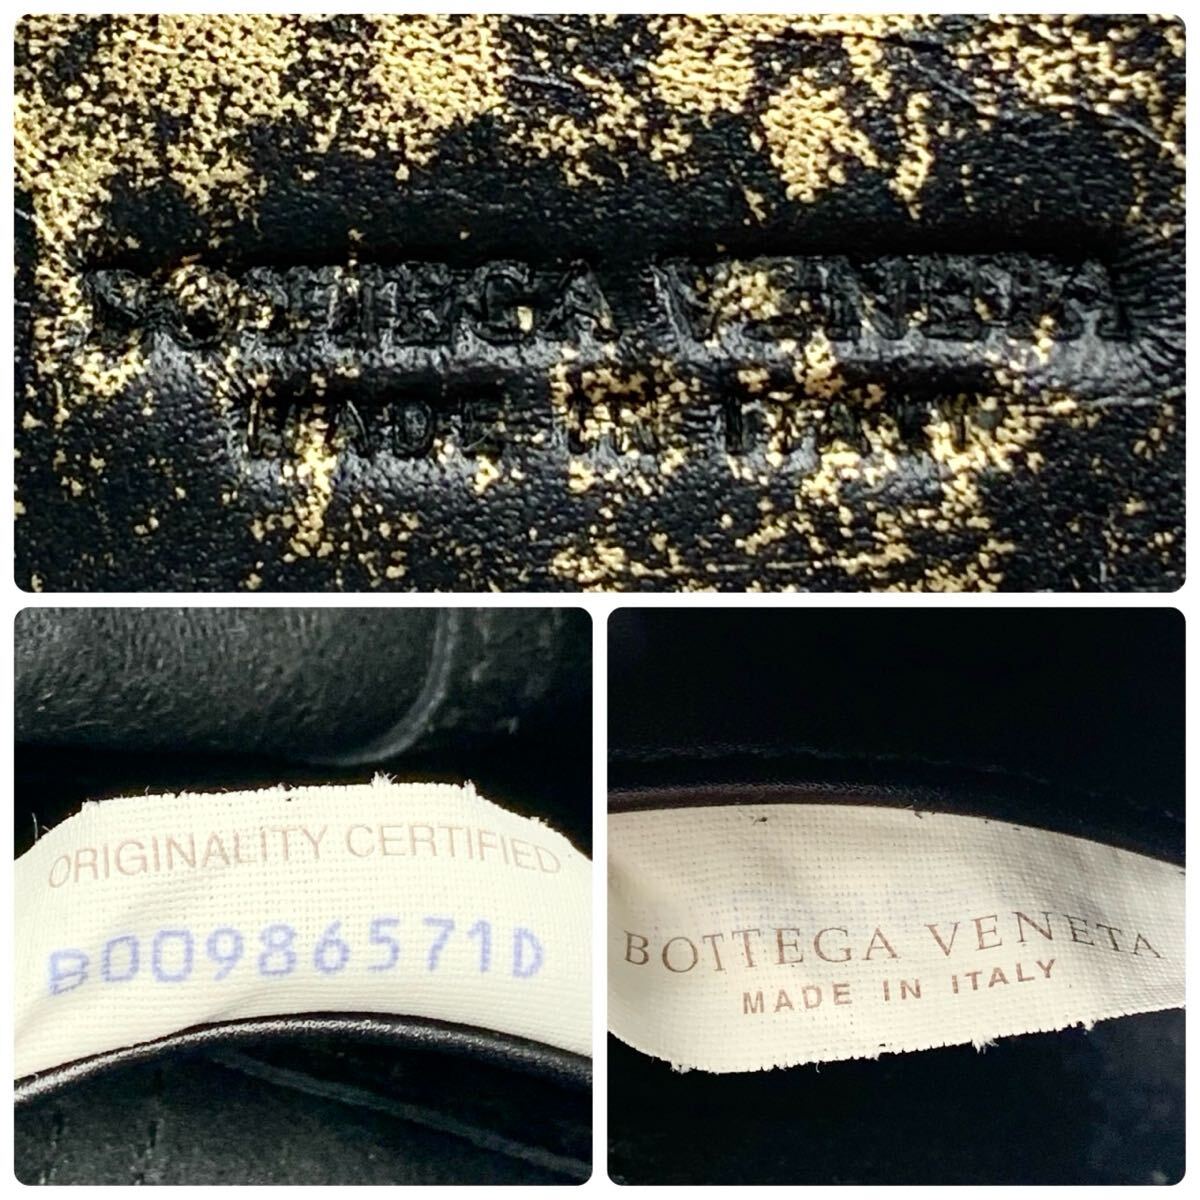 BOTTEGA VENETA
MADE IN ITALY
ORIGINALITY CERTIFIED
B00986571D
BOTTEGA VENETA
MADE IN ITALY